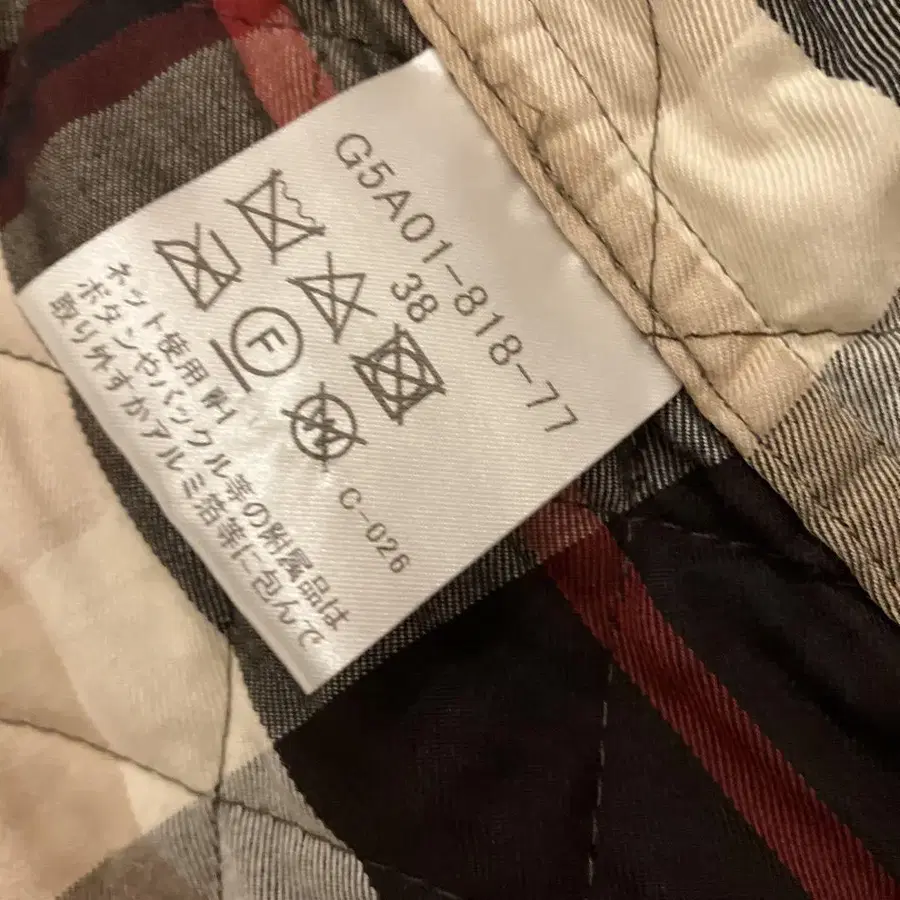 G5A01-818-77
38
F
W
ネット使用
ボタンやバックル等の附属品は
取り外すかアルミ箔等に包んで
C-026